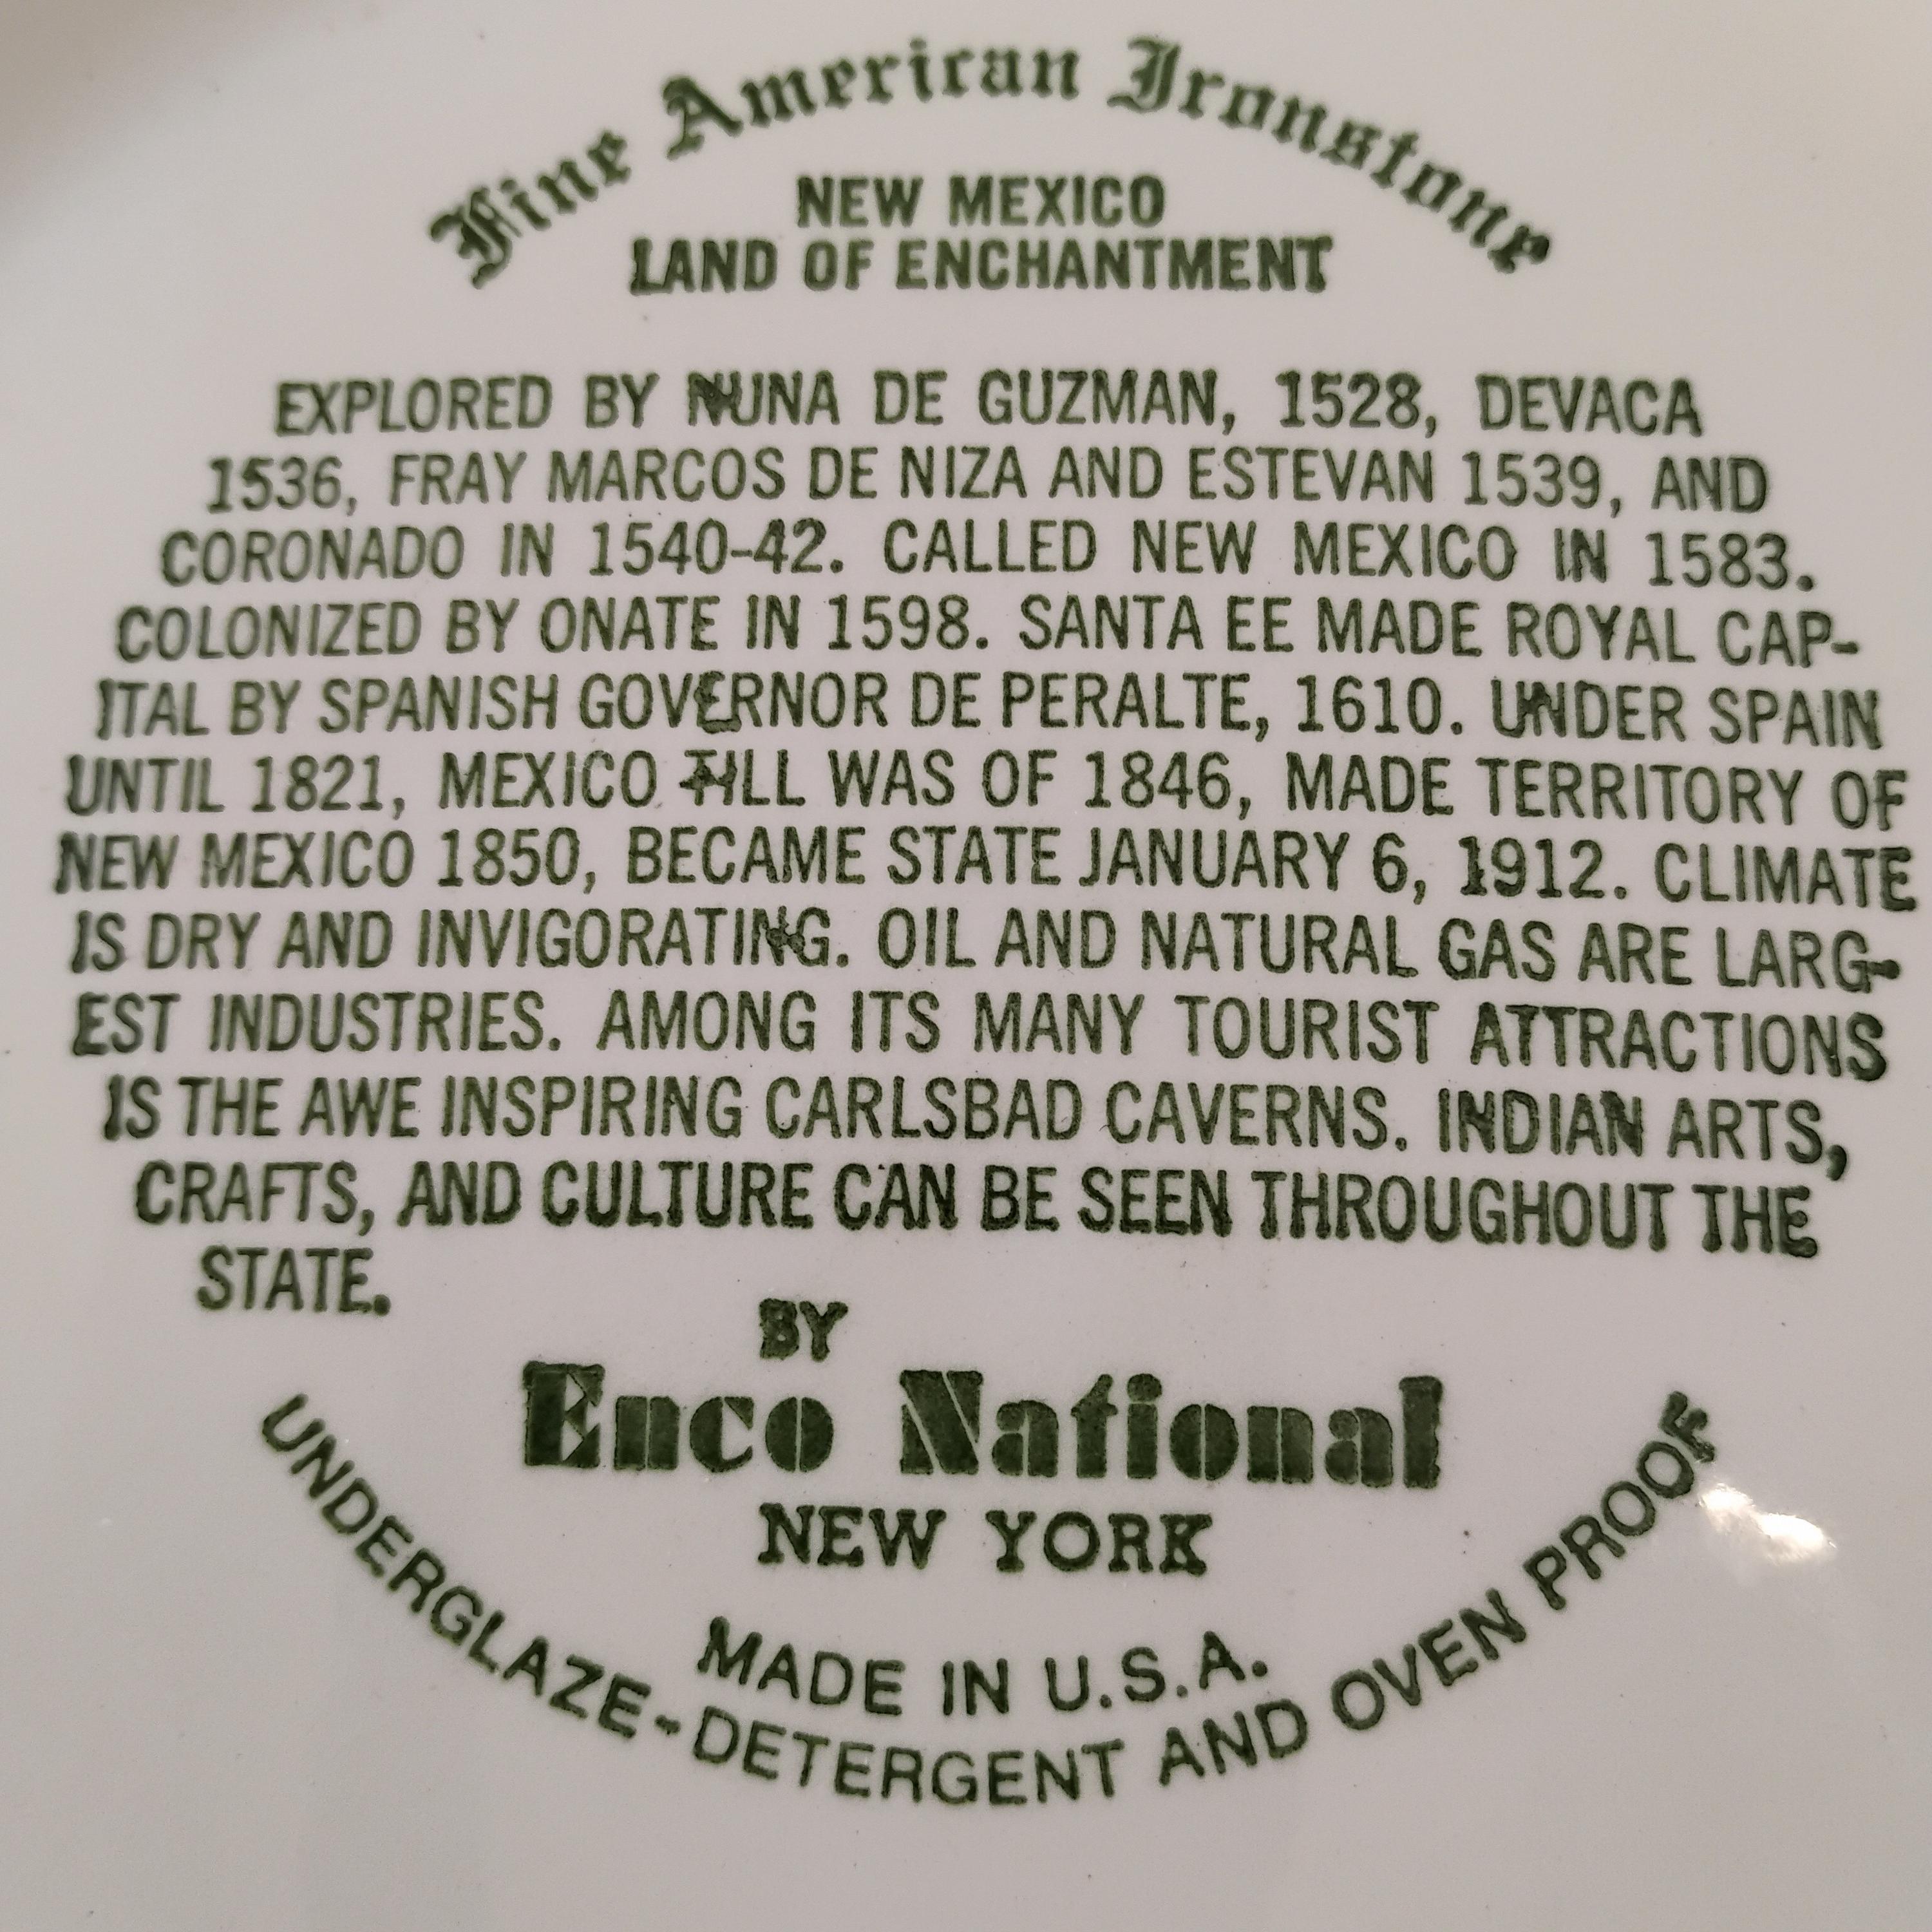 Fine American Ironstone
NEW MEXICO
LAND OF ENCHANTMENT
EXPLORED BY NUNA DE GUZMAN, 1528, DEVACA
1536, FRAY MARCOS DE NIZA AND ESTEVAN 1539, AND
CORONADO IN 1540-42. CALLED NEW MEXICO IN 1583.
COLONIZED BY ONATE IN 1598. SANTA EE MADE ROYAL CAP-
ITAL BY SPANISH GOVERNOR DE PERALTE, 1610. UNDER SPAIN
UNTIL 1821, MEXICO TILL WAS OF 1846, MADE TERRITORY OF
NEW MEXICO 1850, BECAME STATE JANUARY 6, 1912. CLIMATE
IS DRY AND INVIGORATING. OIL AND NATURAL GAS ARE LARG-
EST INDUSTRIES. AMONG ITS MANY TOURIST ATTRACTIONS
IS THE AWE INSPIRING CARLSBAD CAVERNS. INDIAN ARTS,
CRAFTS, AND CULTURE CAN BE SEEN THROUGHOUT THE
STATE.
BY
Enco National
NEW YORK
MADE IN U.S.A.
UNDERGLAZE-DETERGENT AND OVEN PROOF